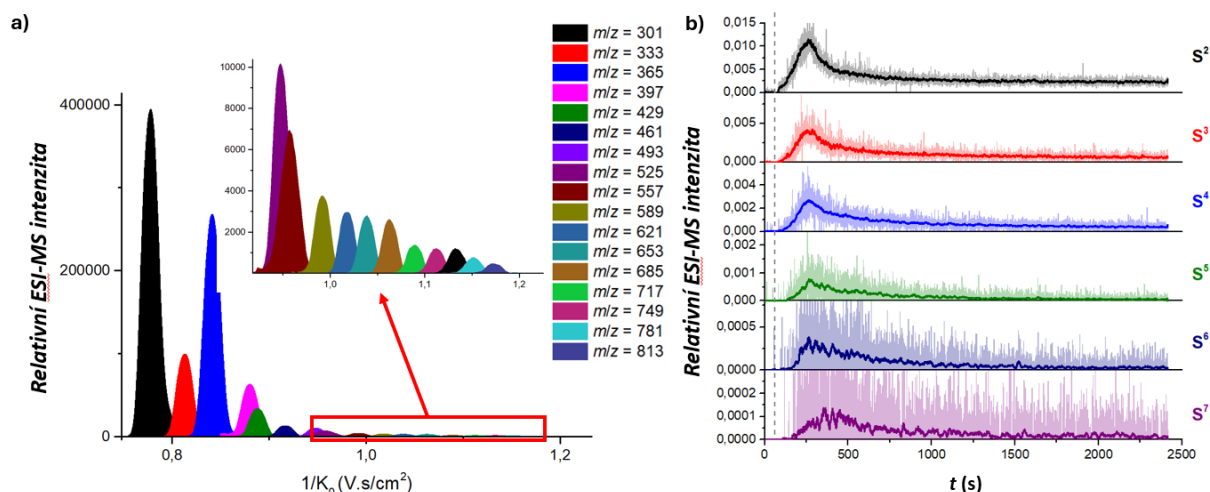 a)
Relativní ESI-MS intenzita
400000
200000
0
0,8
1,0
1,2
1/K₀ (V.s/cm²)
10000
8000
6000
4000
2000
1,0
1,1
1,2
m/z = 301
m/z = 333
m/z = 365
m/z = 397
m/z = 429
m/z = 461
m/z = 493
m/z = 525
m/z = 557
m/z = 589
m/z = 621
m/z = 653
m/z = 685
m/z = 717
m/z = 749
m/z = 781
m/z = 813
b)
Relativní ESI-MS intenzita
Relativní ESI-MS intenzita
0,015
0,010
0,005
0,000
S²
0,005
0,000
S³
0,004
0,002
0,000
S⁴
0,002
0,001
0,000
S⁵
0,0005
0,0000
S⁶
0,0002
0,0001
0,0000
S⁷
0
500
1000
1500
2000
2500
t (s)